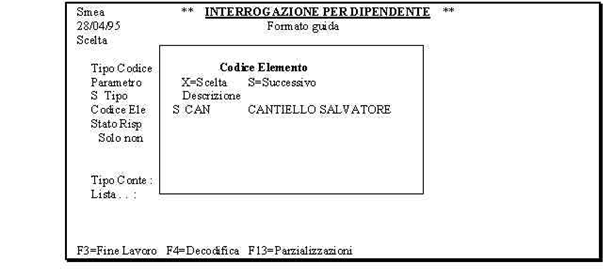 Smea ** INTERROGAZIONE PER DIPENDENTE **
28/04/95 Formato guida
Scelta
Tipo Codice Codice Elemento
Parametro X=Scelta S=Successivo
S Tipo Descrizione
Codice Ele S CAN CANTIELLO SALVATORE
Stato Risp
Solo non
Tipo Conte :
Lista . . :
F3=Fine Lavoro F4=Decodifica F13=Parzializzazioni